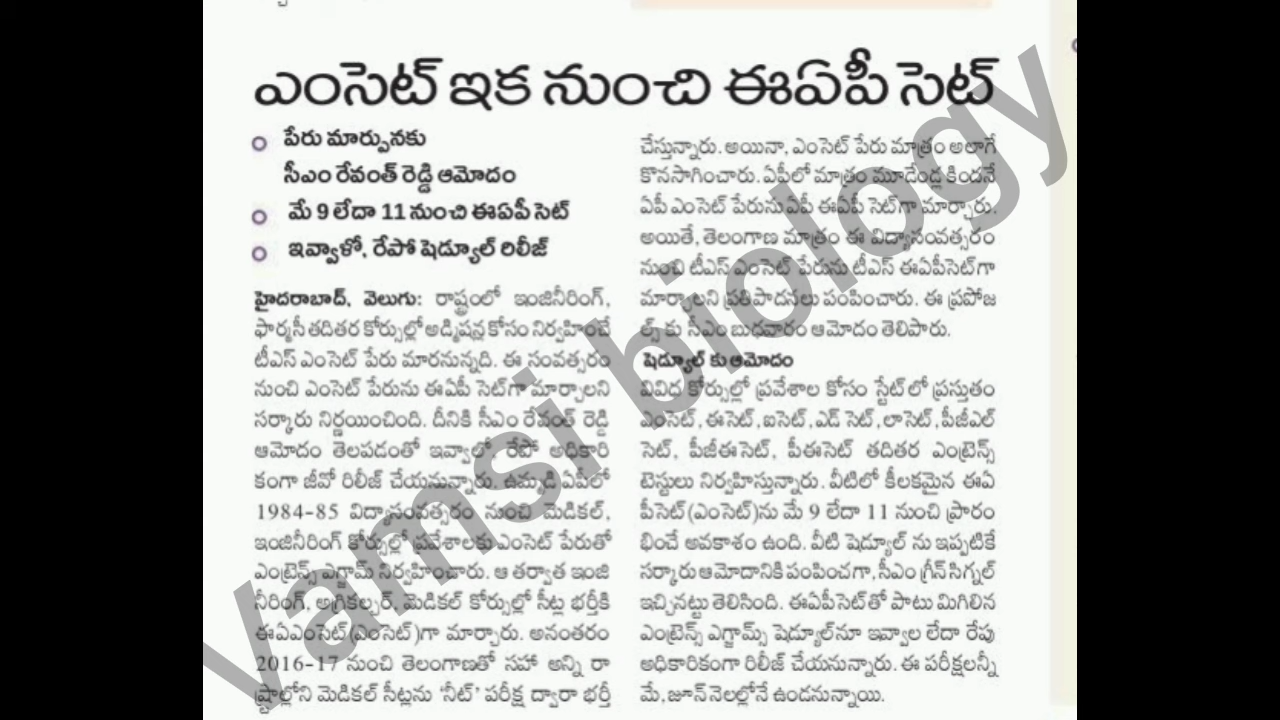 ఎంసెట్ ఇక నుంచి ఈఏపీ సెట్
పేరు మార్పునకు
సీఎం రేవంత్ రెడ్డి ఆమోదం
మే 9 లేదా 11 నుంచి ఈఏపీ సెట్
ఇవ్వాళో, రేపో షెడ్యూల్ రిలీజ్
హైదరాబాద్, వెలుగు: రాష్ట్రంలో ఇంజినీరింగ్,
ఫార్మసీ తదితర కోర్సుల్లో అడ్మిషన్ల కోసం నిర్వహించే
టీఎస్ ఎంసెట్ పేరు మారనున్నది. ఈ సంవత్సరం
నుంచి ఎంసెట్ పేరును ఈఏపీ సెట్‌గా మార్చాలని
సర్కారు నిర్ణయించింది. దీనికి సీఎం రేవంత్ రెడ్డి
ఆమోదం తెలపడంతో ఇవ్వాలో, రేపో అధికారి
కంగా జీవో రిలీజ్ చేయనున్నారు. ఉమ్మడి ఏపీలో
1984-85 విద్యాసంవత్సరం నుంచి మెడికల్,
ఇంజినీరింగ్ కోర్సుల్లో ప్రవేశాలకు ఎంసెట్ పేరుతో
ఎంట్రెన్స్ ఎగ్జామ్ నిర్వహించారు. ఆ తర్వాత ఇంజి
నీరింగ్, అగ్రికల్చర్, మెడికల్ కోర్సుల్లో సీట్ల భర్తీకి
ఈఏఎంసెట్(ఎంసెట్)గా మార్చారు. అనంతరం
2016-17 నుంచి తెలంగాణతో సహా అన్ని రా
ష్ట్రాల్లోని మెడికల్ సీట్లను 'నీట్' పరీక్ష ద్వారా భర్తీ
చేస్తున్నారు. అయినా, ఎంసెట్ పేరు మాత్రం అలాగే
కొనసాగించారు. ఏపీలో మాత్రం మూడేండ్ల కిందనే
ఏపీ ఎంసెట్ పేరును ఏపీ ఈఏపీ సెట్‌గా మార్చారు.
అయితే, తెలంగాణ మాత్రం ఈ విద్యాసంవత్సరం
నుంచి టీఎస్ ఎంసెట్ పేరును టీఎస్ ఈఏపీసెట్‌గా
మార్చాలని ప్రతిపాదనలు పంపించారు. ఈ ప్రపోజ
ల్స్ కు సీఎం బుధవారం ఆమోదం తెలిపారు.
షెడ్యూల్ కు ఆమోదం
వివిధ కోర్సుల్లో ప్రవేశాల కోసం స్టేట్ లో ప్రస్తుతం
ఎంసెట్, ఈసెట్, ఐసెట్, ఎడ్ సెట్, లాసెట్, పీజీఎల్
సెట్, పీజీఈసెట్, పీఈసెట్ తదితర ఎంట్రెన్స్
టెస్టులు నిర్వహిస్తున్నారు. వీటిలో కీలకమైన ఈఏ
పీసెట్(ఎంసెట్)ను మే 9 లేదా 11 నుంచి ప్రారం
భించే అవకాశం ఉంది. వీటి షెడ్యూల్ ను ఇప్పటికే
సర్కారు ఆమోదానికి పంపించగా, సీఎం గ్రీన్ సిగ్నల్
ఇచ్చినట్టు తెలిసింది. ఈఏపీసెట్‌తో పాటు మిగిలిన
ఎంట్రెన్స్ ఎగ్జామ్స్ షెడ్యూల్‌నూ ఇవ్వాల లేదా రేపు
అధికారికంగా రిలీజ్ చేయనున్నారు. ఈ పరీక్షలన్నీ
మే, జూన్ నెలల్లోనే ఉండనున్నాయి.
Vamsi biology